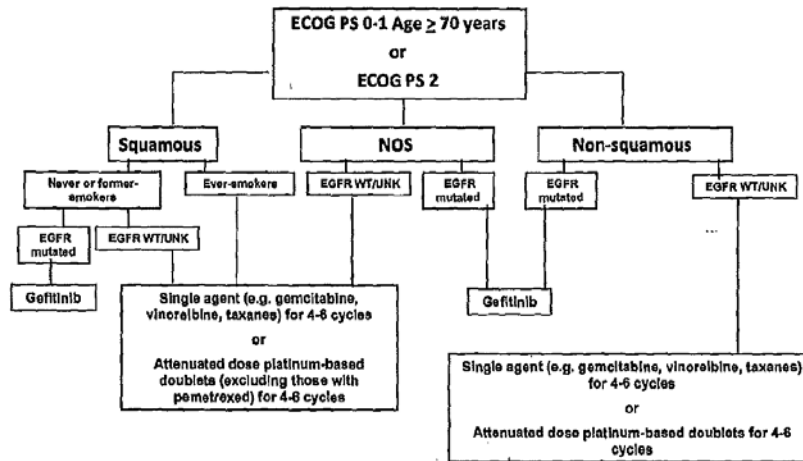 ECOG PS 0-1 Age ≥ 70 years
or
ECOG PS 2
Squamous
NOS
Non-squamous
Never or former-
smokers
Ever-smokers
EGFR WT/UNK
EGFR
mutated
EGFR
mutated
EGFR WT/UNK
EGFR
mutated
EGFR WT/UNK
Gefitinib
Gefitinib
Single agent (e.g. gemcitabine,
vinorelbine, taxanes) for 4-6 cycles
or
Attenuated dose platinum-based
doublets (excluding those with
pemetrexed) for 4-6 cycles
Single agent (e.g. gemcitabine, vinorelbine, taxanes)
for 4-6 cycles
or
Attenuated dose platinum-based doublets for 4-6
cycles